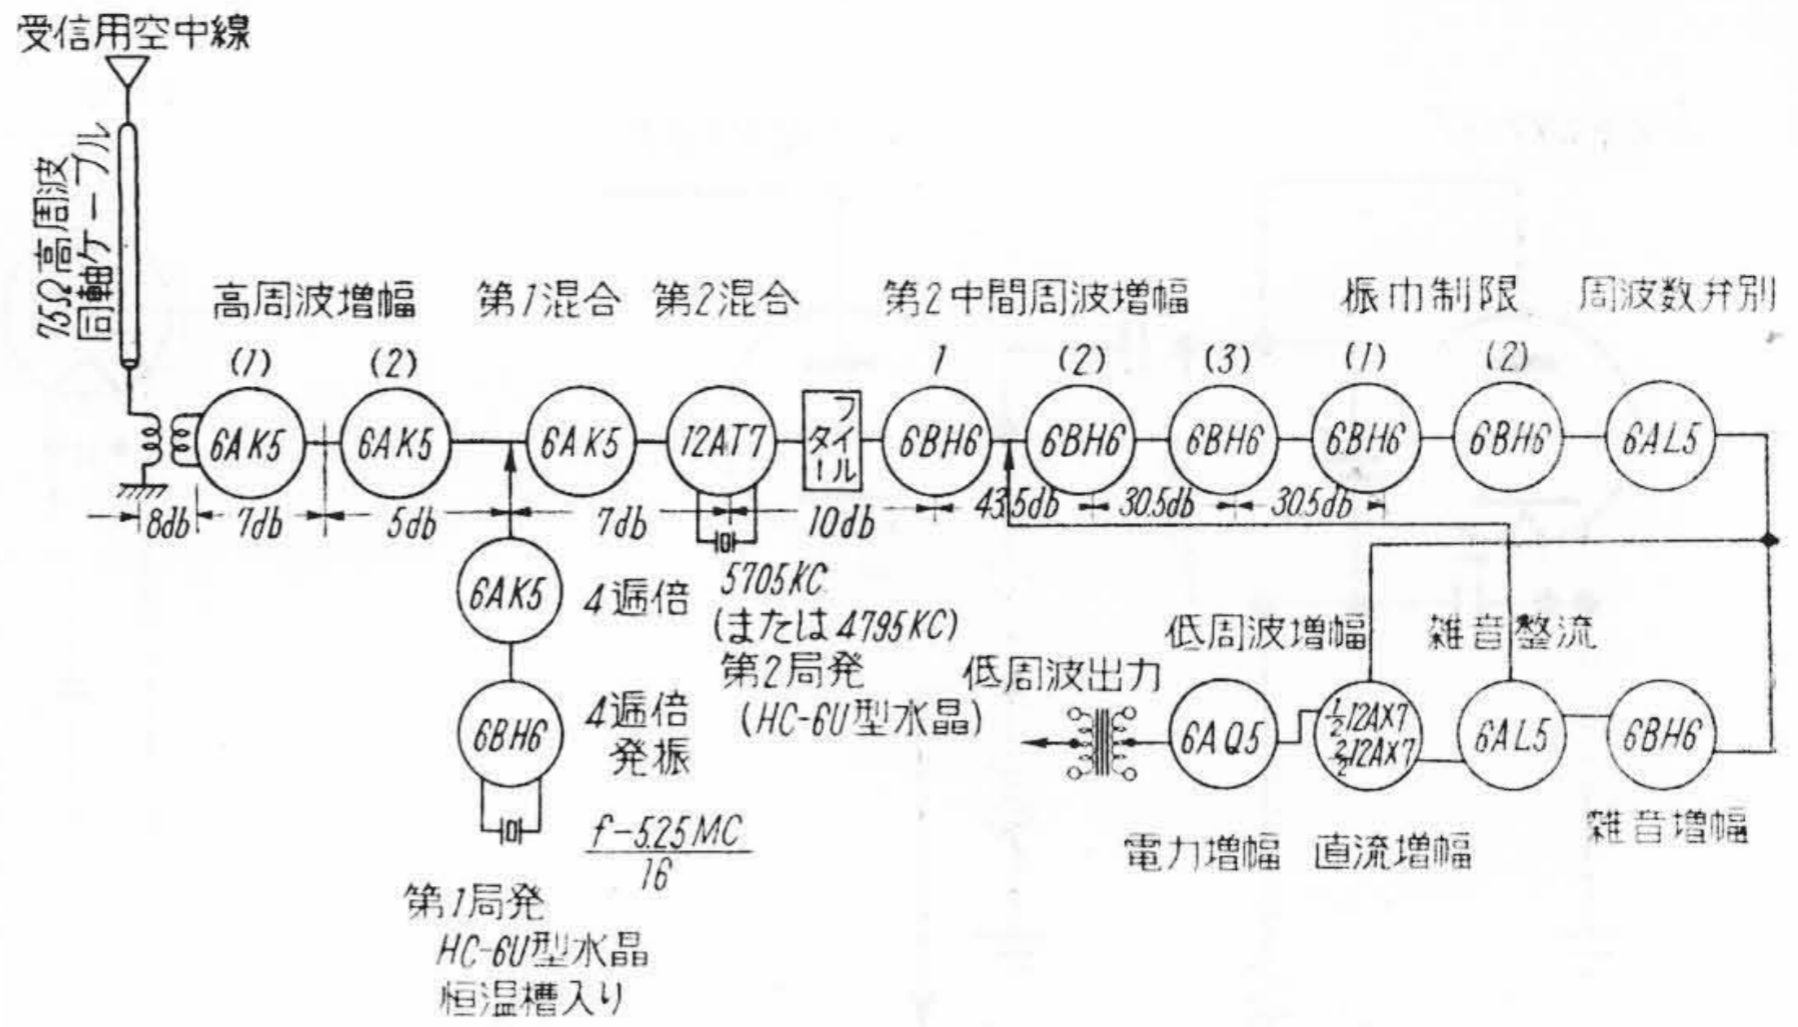 受信用空中線
75Ω高周波
同軸ケーブル
高周波増幅
第1混合
第2混合
第2中間周波増幅
振巾制限
周波数弁別
(1)
(2)
1
(2)
(3)
(1)
(2)
6AK5
6AK5
6AK5
12AT7
フイル
ター
6BH6
6BH6
6BH6
6BH6
6BH6
6AL5
8db
7db
5db
7db
10db
43.5db
30.5db
30.5db
6AK5
4逓倍
5705KC
(または4795KC)
第2局発
(HC-6U型水晶)
6BH6
4逓倍
発振
f-5.25MC
16
第1局発
HC-6U型水晶
恒温槽入り
低周波増幅
雑音整流
低周波出力
6AQ5
½12AX7
½12AX7
6AL5
6BH6
電力増幅
直流増幅
雑音増幅